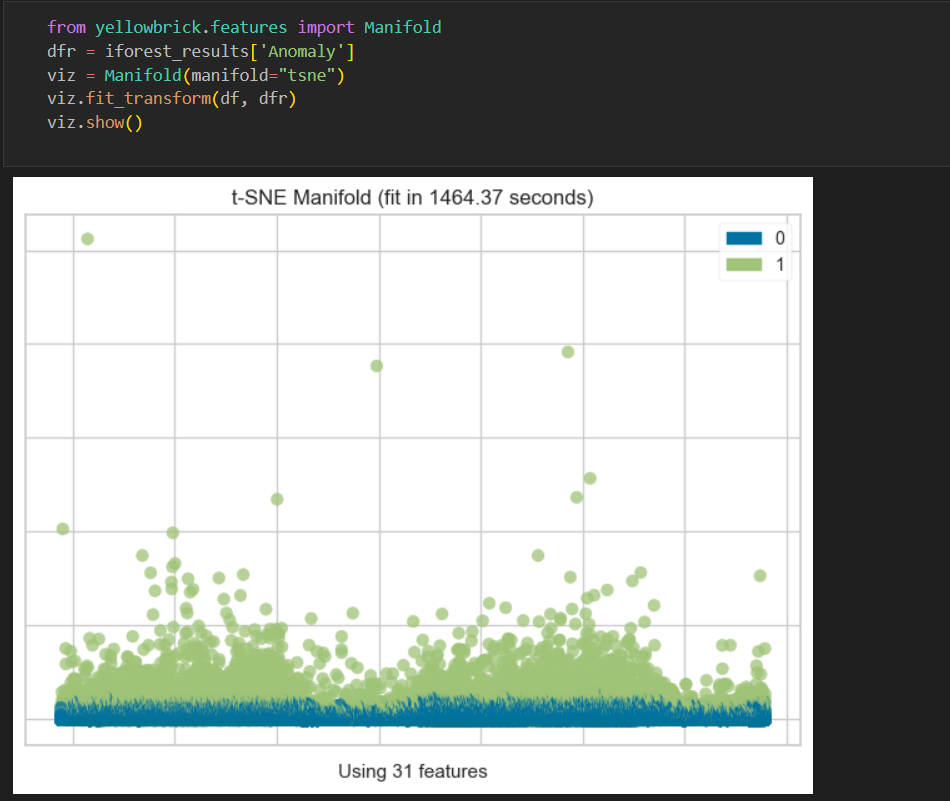 from yellowbrick.features import Manifold
dfr = iforest_results['Anomaly']
viz = Manifold(manifold="tsne")
viz.fit_transform(df, dfr)
viz.show()
t-SNE Manifold (fit in 1464.37 seconds)
0
1
Using 31 features